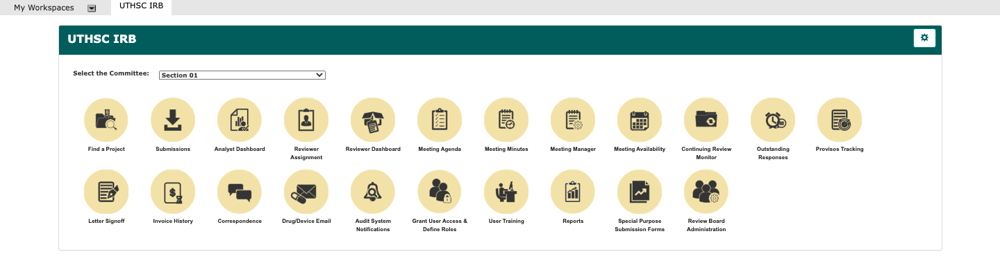 My Workspaces
UTHSC IRB
UTHSC IRB
Select the Committee:
Section 01
Find a Project
Submissions
Analyst Dashboard
Reviewer
Assignment
Reviewer Dashboard
Meeting Agenda
Meeting Minutes
Meeting Manager
Meeting Availability
Continuing Review
Monitor
Outstanding
Responses
Provisos Tracking
Letter Signoff
Invoice History
Correspondence
Drug/Device Email
Audit System
Notifications
Grant User Access &
Define Roles
User Training
Reports
Special Purpose
Submission Forms
Review Board
Administration